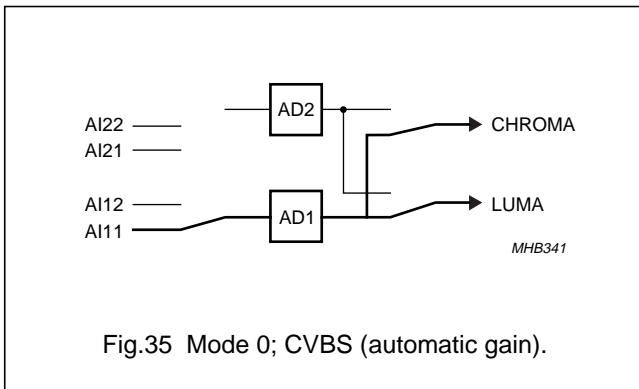 AD2
AI22
CHROMA
AI21
AI12
LUMA
AI11
AD1
MHB341
Fig.35 Mode 0; CVBS (automatic gain).